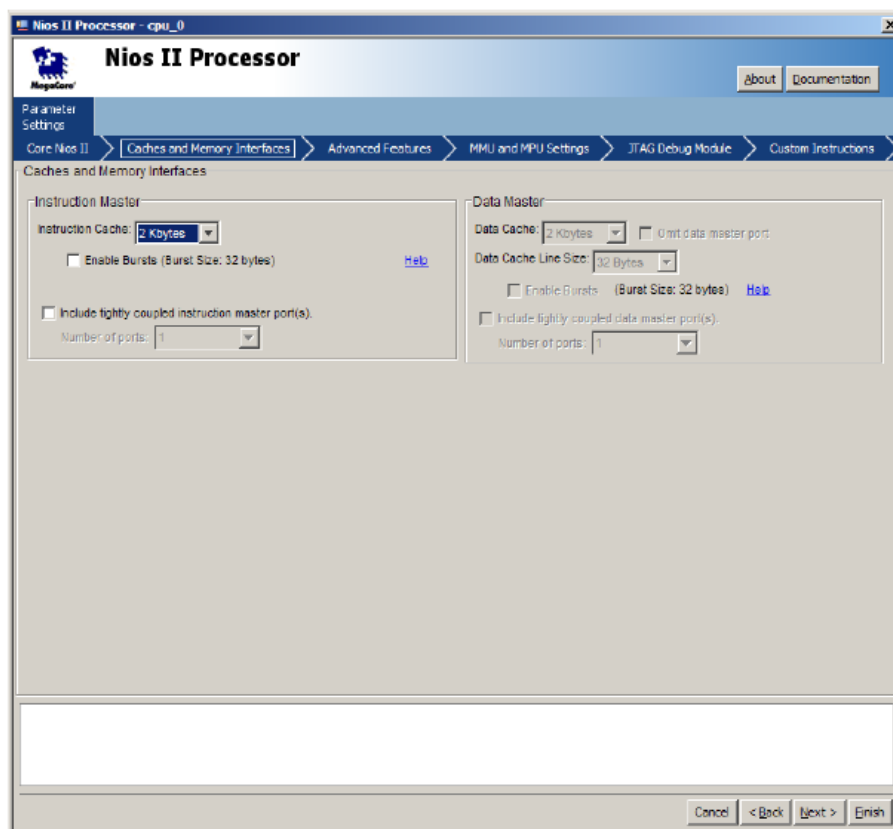 Nios II Processor - cpu_0
Nios II Processor
MegaCore'
About
Documentation
Parameter
Settings
Core Nios II
Caches and Memory Interfaces
Advanced Features
MMU and MPU Settings
JTAG Debug Module
Custom Instructions
Caches and Memory Interfaces
Instruction Master
Instruction Cache: 2 Kbytes
Enable Bursts (Burst Size: 32 bytes) Help
Include tightly coupled instruction master port(s).
Number of ports: 1
Data Master
Data Cache: 2 Kbytes Omit data master port
Data Cache Line Size: 32 Bytes
Enable Bursts (Burst Size: 32 bytes) Help
Include tightly coupled data master port(s).
Number of ports: 1
Cancel
< Back
Next >
Finish